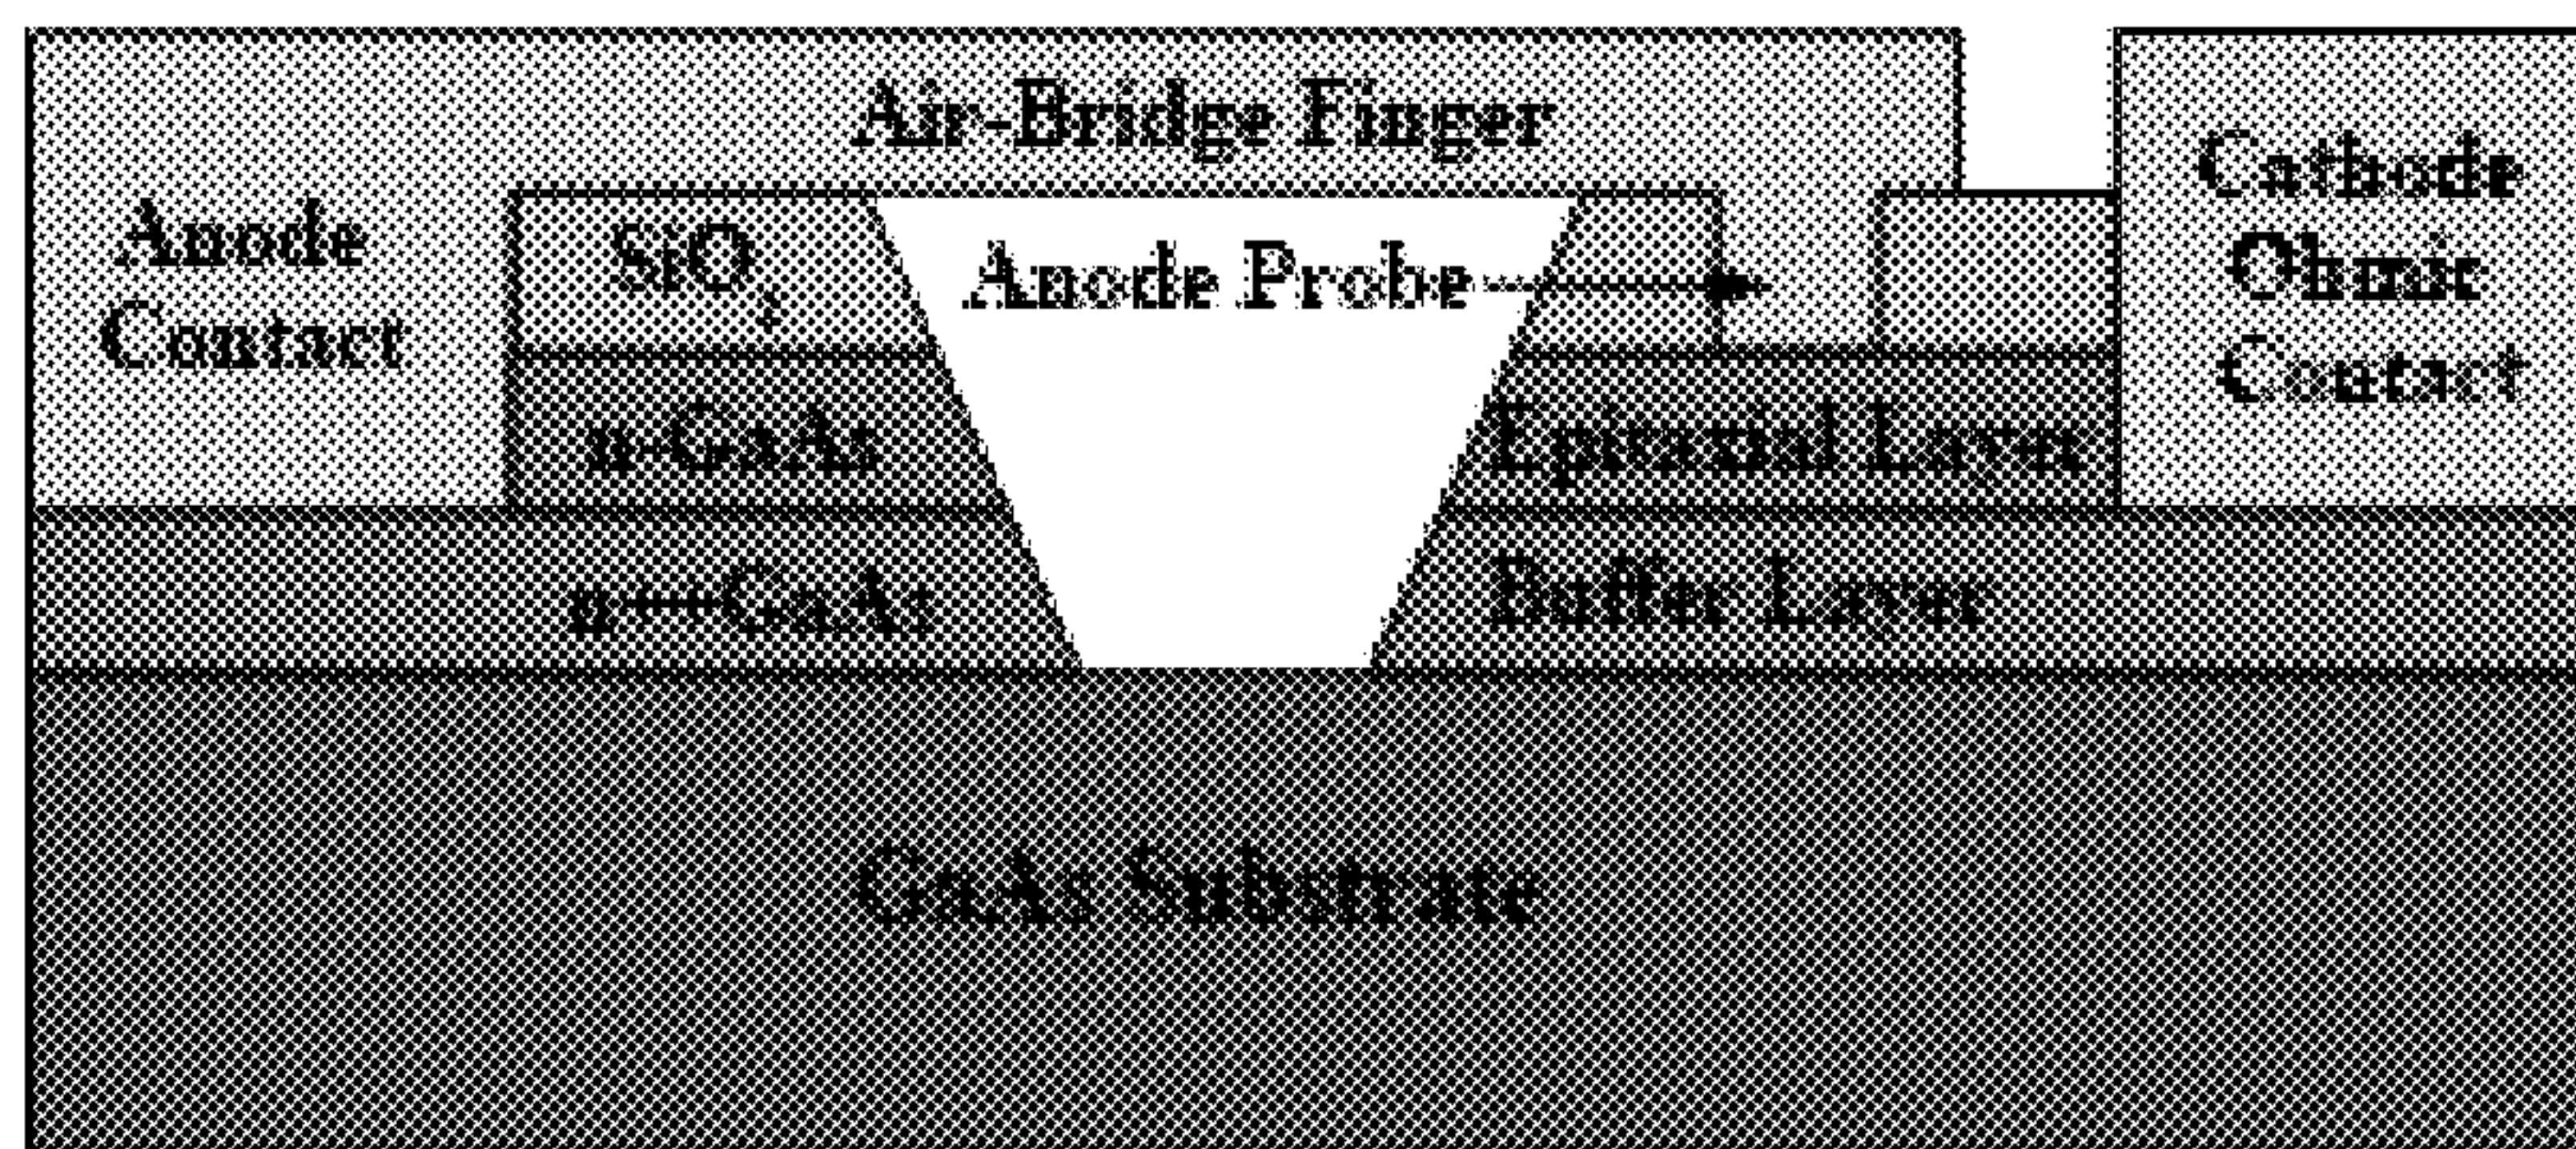 Air-Bridge Finger
Anode
Contact
SiO₂
Anode Probe
Cathode
Ohmic
Contact
n-GaAs
Epitaxial Layer
n++GaAs
Buffer Layer
GaAs Substrate